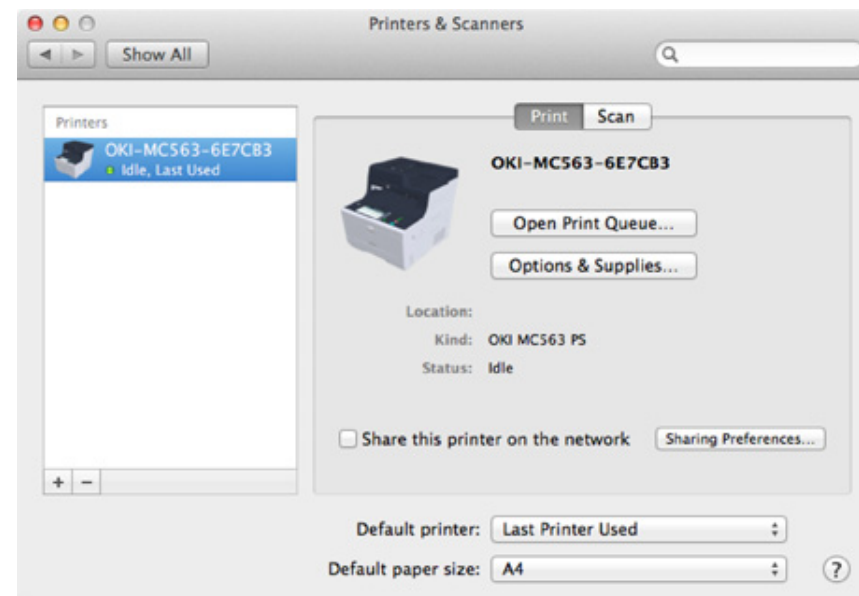 Printers & Scanners
Show All
Printers
OKI-MC563-6E7CB3
Idle, Last Used
Print Scan
OKI-MC563-6E7CB3
Open Print Queue...
Options & Supplies...
Location:
Kind: OKI MC563 PS
Status: Idle
Share this printer on the network Sharing Preferences...
+ −
Default printer: Last Printer Used
Default paper size: A4 ?